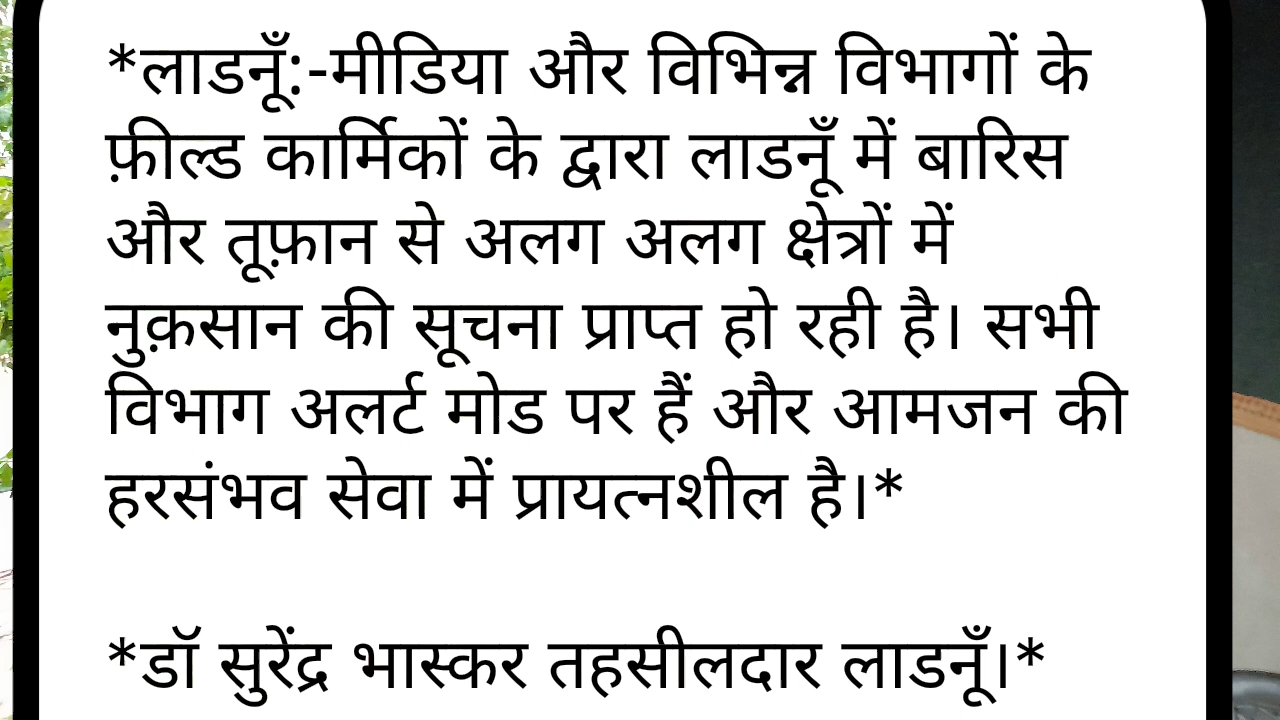 *लाडनूँ:-मीडिया और विभिन्न विभागों के
फ़ील्ड कार्मिकों के द्वारा लाडनूँ में बारिस
और तूफ़ान से अलग अलग क्षेत्रों में
नुक़सान की सूचना प्राप्त हो रही है। सभी
विभाग अलर्ट मोड पर हैं और आमजन की
हरसंभव सेवा में प्रायत्नशील है।*
*डॉ सुरेंद्र भास्कर तहसीलदार लाडनूँ।*